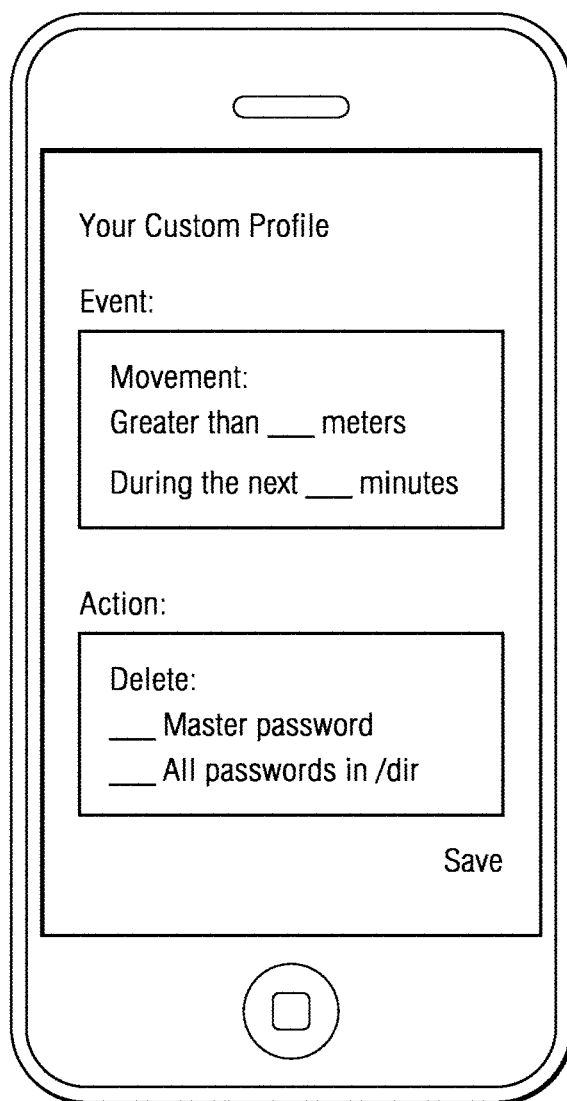 Your Custom Profile
Event:
Movement:
Greater than ___ meters
During the next ___ minutes
Action:
Delete:
___ Master password
___ All passwords in /dir
Save